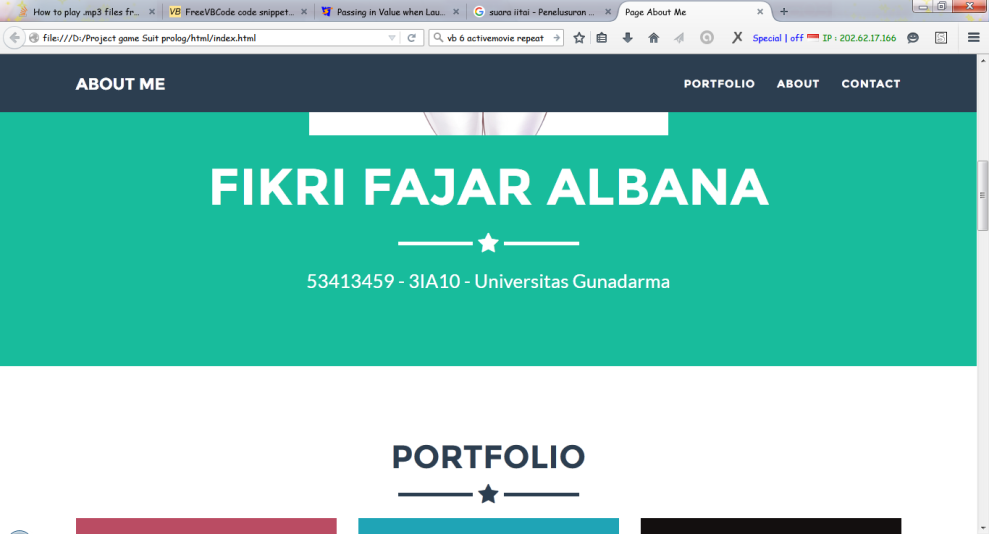 How to play .mp3 files fr...
VB FreeVBCode code snippet...
Passing in Value when Lau...
G suara iitai - Penelusuran ...
Page About Me
file:///D:/Project game Suit prolog/html/index.html
vb 6 activemovie repeat
Special | off IP : 202.62.17.166
ABOUT ME
PORTFOLIO ABOUT CONTACT
FIKRI FAJAR ALBANA
53413459 - 3IA10 - Universitas Gunadarma
PORTFOLIO